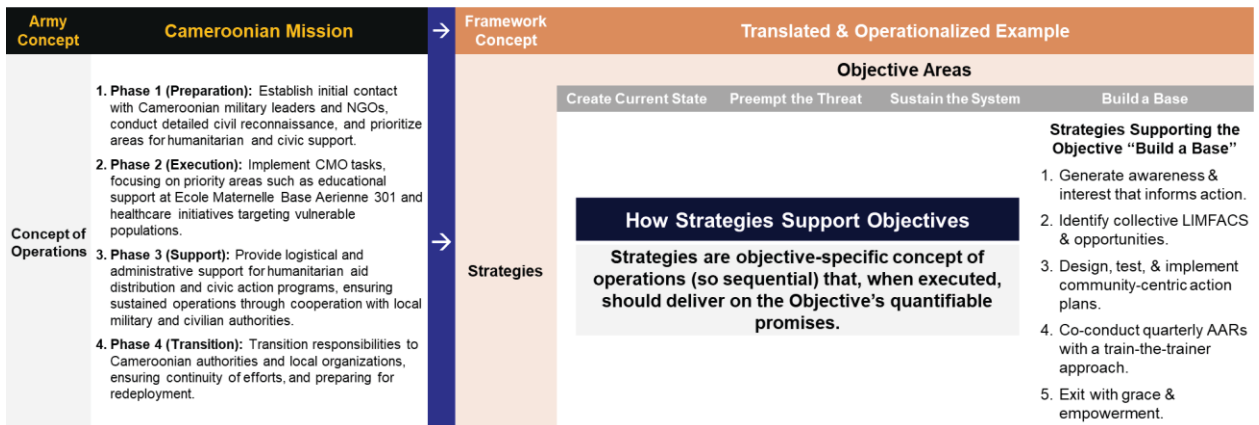 Army
Concept
Cameroonian Mission
→
Framework
Concept
Translated & Operationalized Example
Concept of
Operations
1. Phase 1 (Preparation): Establish initial contact
with Cameroonian military leaders and NGOs,
conduct detailed civil reconnaissance, and prioritize
areas for humanitarian and civic support.
2. Phase 2 (Execution): Implement CMO tasks,
focusing on priority areas such as educational
support at Ecole Maternelle Base Aerienne 301 and
healthcare initiatives targeting vulnerable
populations.
3. Phase 3 (Support): Provide logistical and
administrative support for humanitarian aid
distribution and civic action programs, ensuring
sustained operations through cooperation with local
military and civilian authorities.
4. Phase 4 (Transition): Transition responsibilities to
Cameroonian authorities and local organizations,
ensuring continuity of efforts, and preparing for
redeployment.
→
Strategies
Objective Areas
Create Current State
Preempt the Threat
Sustain the System
Build a Base
How Strategies Support Objectives
Strategies are objective-specific concept of
operations (so sequential) that, when executed,
should deliver on the Objective's quantifiable
promises.
Strategies Supporting the
Objective “Build a Base”
1. Generate awareness &
interest that informs action.
2. Identify collective LIMFACS
& opportunities.
3. Design, test, & implement
community-centric action
plans.
4. Co-conduct quarterly AARs
with a train-the-trainer
approach.
5. Exit with grace &
empowerment.